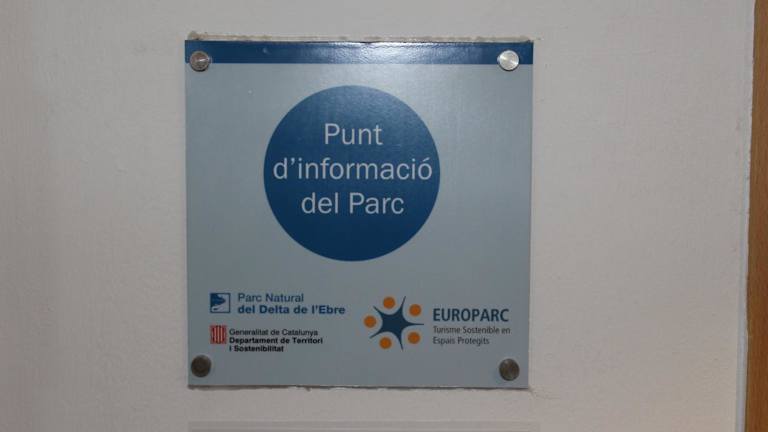 Punt
d'informació
del Parc
Parc Natural
del Delta de l'Ebre
Generalitat de Catalunya
Departament de Territori
i Sostenibilitat
EUROPARC
Turisme Sostenible en
Espais Protegits